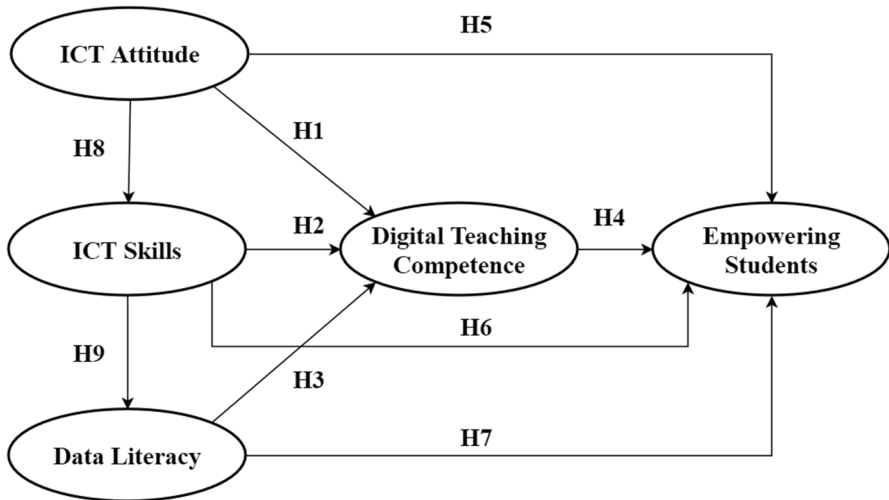 ICT Attitude
H5
H1
H8
ICT Skills
H2
Digital Teaching
Competence
H4
Empowering
Students
H6
H9
H3
Data Literacy
H7